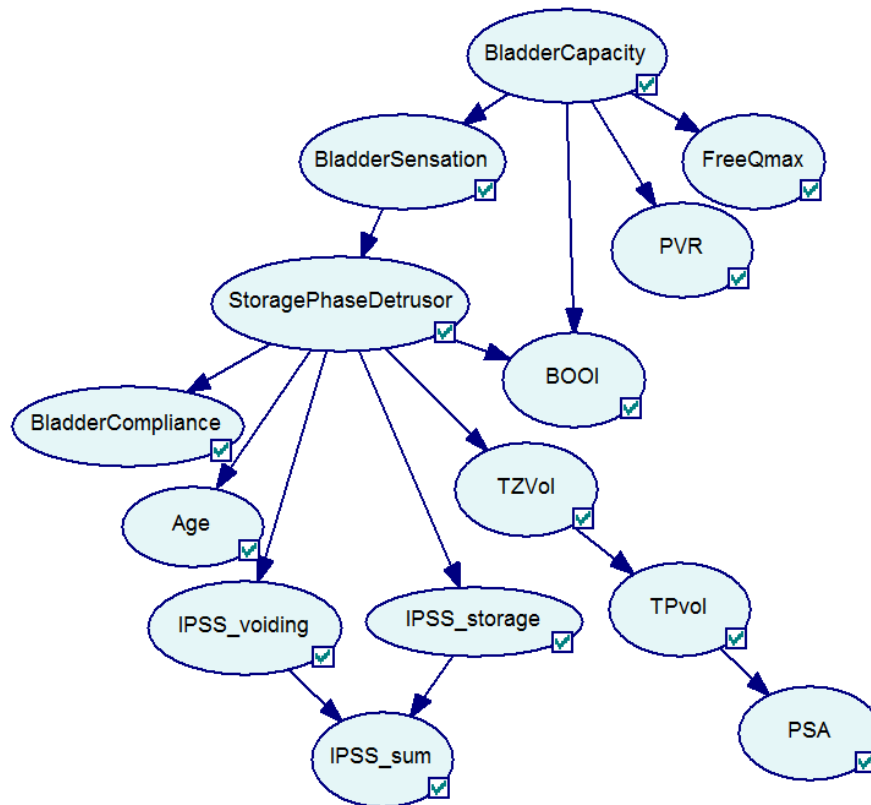 BladderCapacity
BladderSensation
FreeQmax
PVR
StoragePhaseDetrusor
BOOI
BladderCompliance
TZVol
Age
IPSS_voiding
IPSS_storage
TPvol
IPSS_sum
PSA